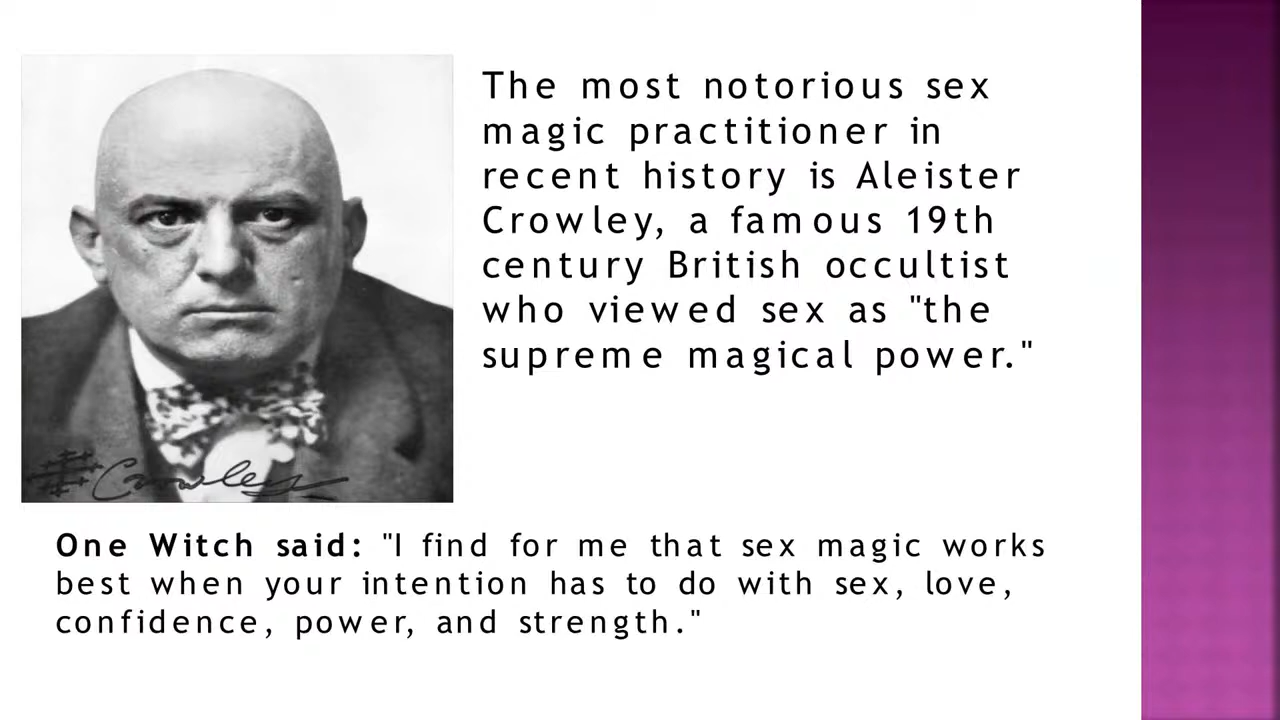 The most notorious sex
magic practitioner in
recent history is Aleister
Crowley, a famous 19th
century British occultist
who viewed sex as "the
supreme magical power."
Crowley
One Witch said: "I find for me that sex magic works
best when your intention has to do with sex, love,
confidence, power, and strength."